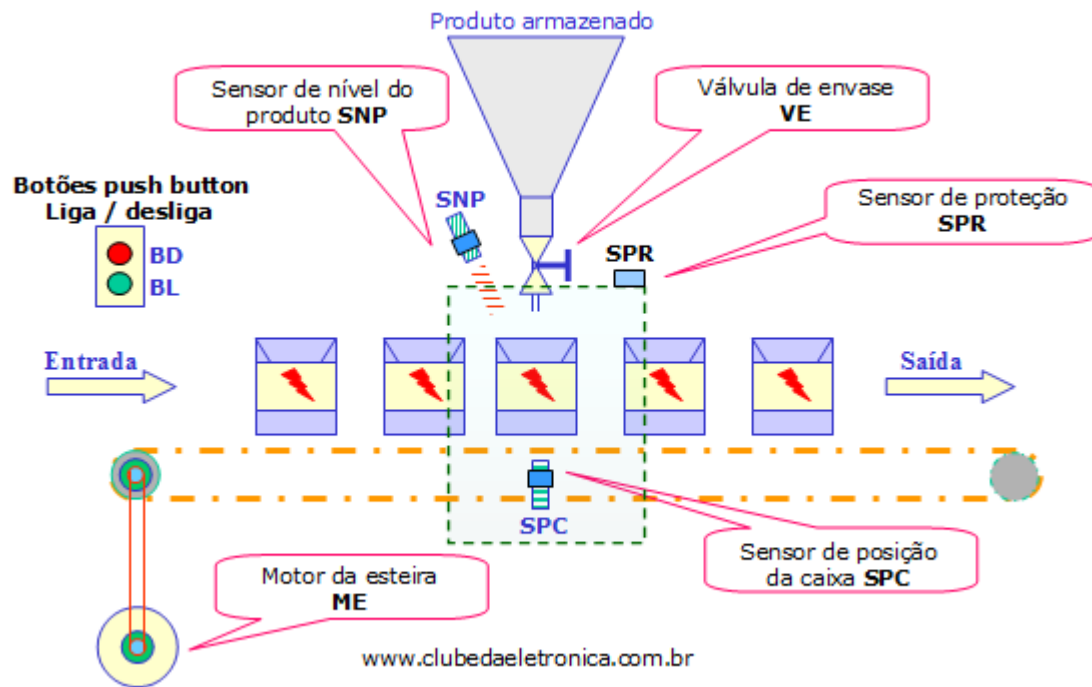 Produto armazenado
Sensor de nível do
produto SNP
Válvula de envase
VE
Botões push button
Liga / desliga
SNP
Sensor de proteção
SPR
BD
SPR
BL
Entrada
Saída
SPC
Sensor de posição
da caixa SPC
Motor da esteira
ME
www.clubedaeletronica.com.br